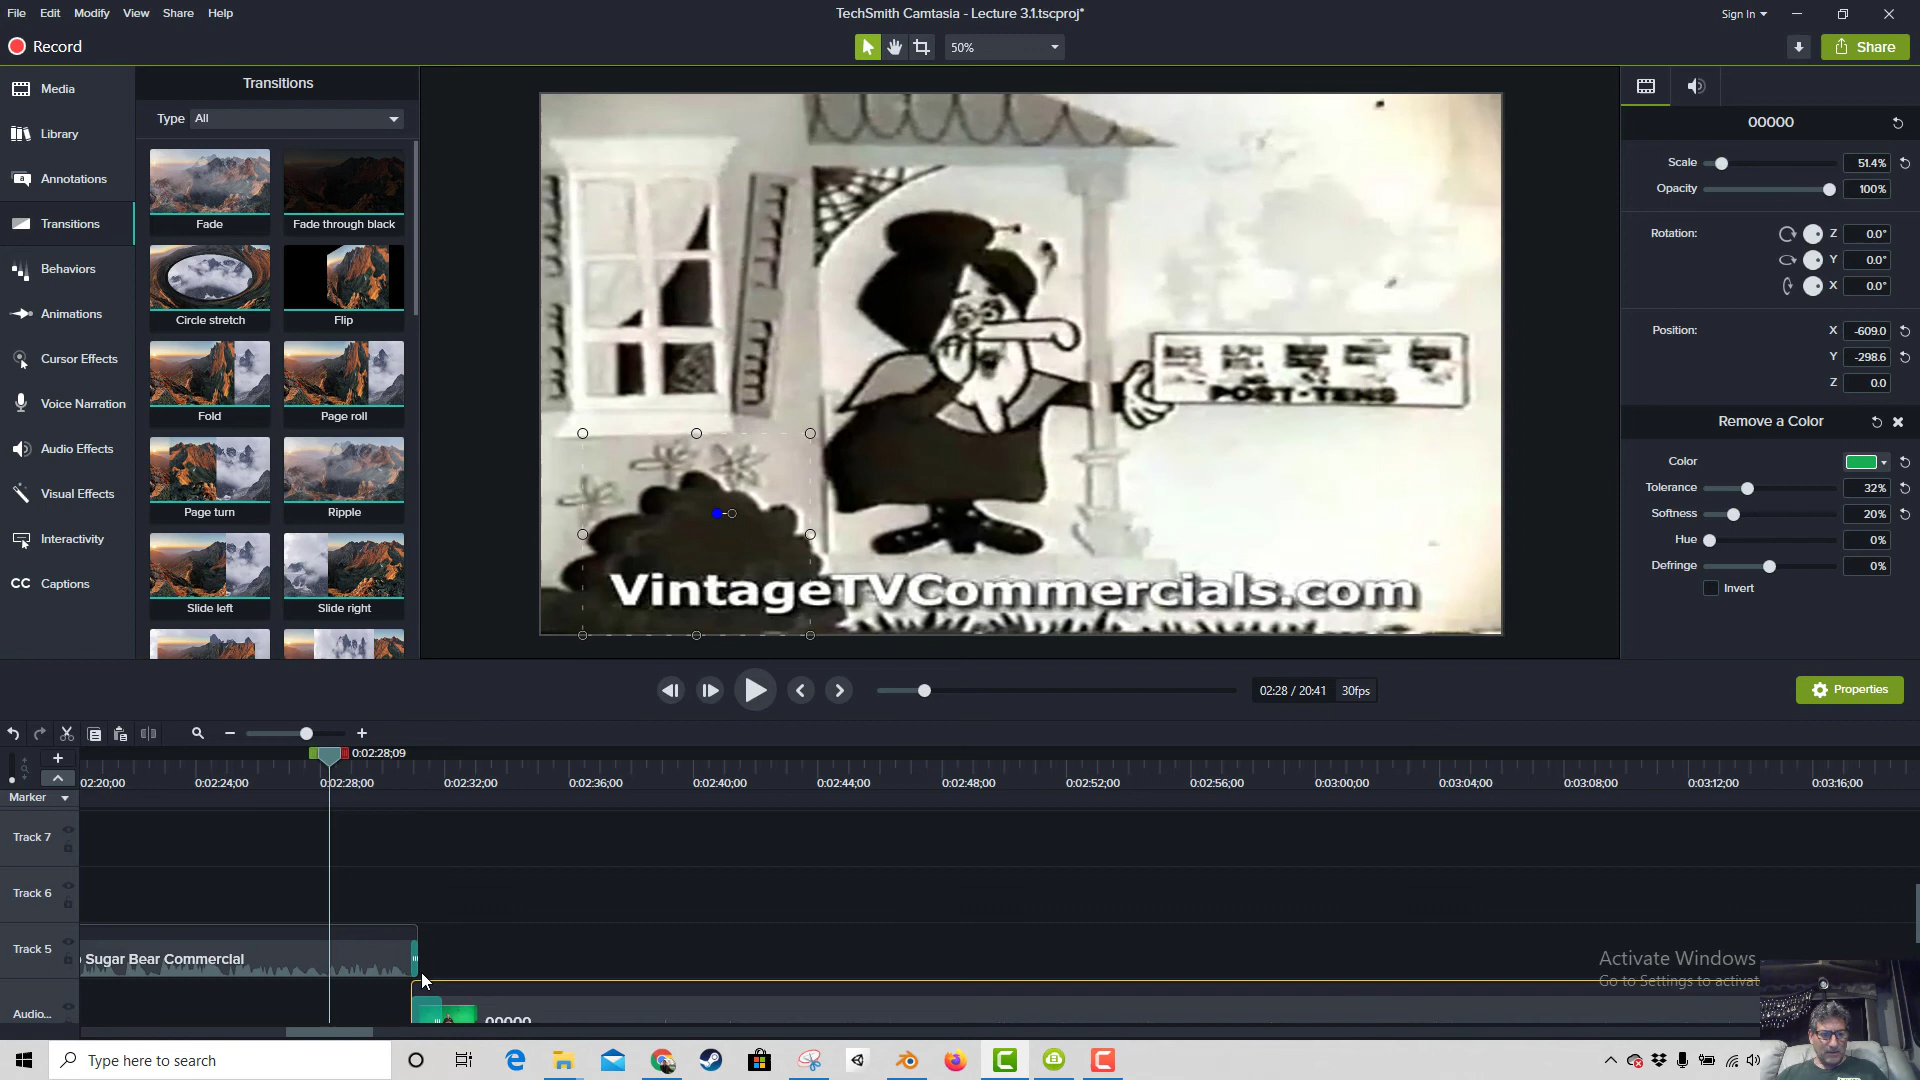 File Edit Modify View Share Help
TechSmith Camtasia - Lecture 3.1.tscproj*
Sign In
Record
50%
Share
Media
Library
Annotations
Transitions
Behaviors
Animations
Cursor Effects
Voice Narration
Audio Effects
Visual Effects
Interactivity
CC Captions
Transitions
Type All
Fade
Fade through black
Circle stretch
Flip
Fold
Page roll
Page turn
Ripple
Slide left
Slide right
POST-TENS
VintageTVCommercials.com
00000
Scale 51.4%
Opacity 100%
Rotation: Z 0.0°
Y 0.0°
X 0.0°
Position: X -609.0
Y -298.6
Z 0.0
Remove a Color
Color
Tolerance 32%
Softness 20%
Hue 0%
Defringe 0%
Invert
02:28 / 20:41 30fps
Properties
0:02:28;09
02:20;00 0:02:24;00 0:02:28;00 0:02:32;00 0:02:36;00 0:02:40;00 0:02:44;00 0:02:48;00 0:02:52;00 0:02:56;00 0:03:00;00 0:03:04;00 0:03:08;00 0:03:12;00 0:03:16;00
Marker
Track 7
Track 6
Track 5
Sugar Bear Commercial
Audio...
00000
Activate Windows
Go to Settings to activat
Type here to search